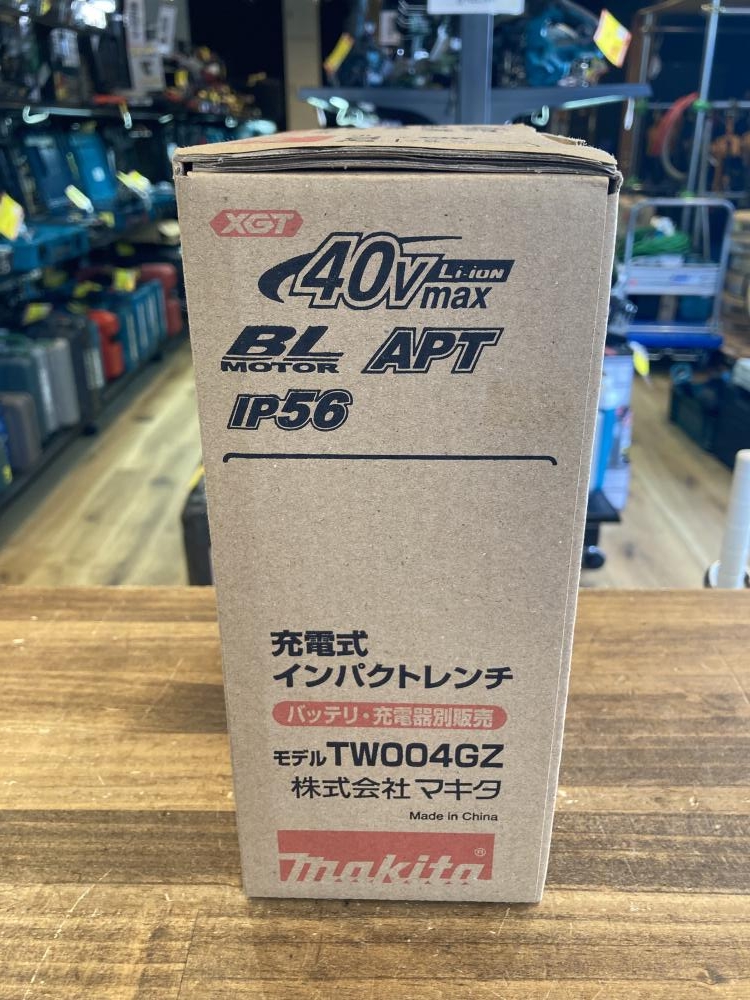 XGT
40Vmax Li-ion
BL MOTOR APT
IP56
充電式
インパクトレンチ
バッテリ・充電器別販売
モデルTW004GZ
株式会社マキタ
Made in China
makita®